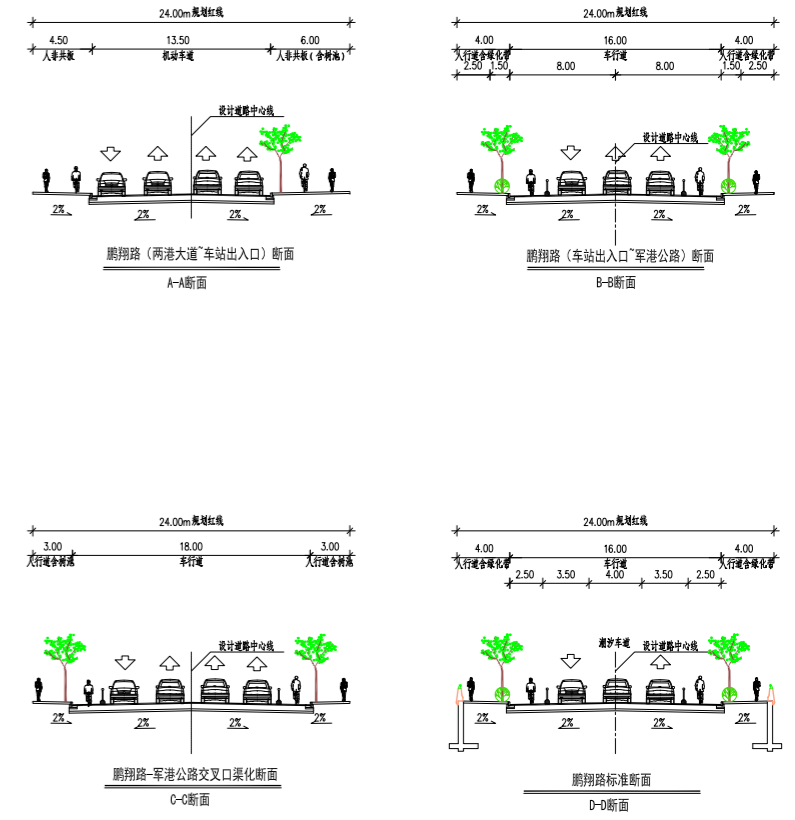 24.00m规划红线
4.50 13.50 6.00
人非共板 机动车道 人非共板(含树池)
设计道路中心线
2% 2% 2% 2%
鹏翔路（两港大道~车站出入口）断面
A-A断面
24.00m规划红线
4.00 16.00 4.00
人行道含绿化带 车行道 人行道含绿化带
2.50 1.50 8.00 8.00 1.50 2.50
设计道路中心线
2% 2% 2% 2%
鹏翔路（车站出入口~军港公路）断面
B-B断面
24.00m规划红线
3.00 18.00 3.00
人行道含树池 车行道 人行道含树池
设计道路中心线
2% 2% 2% 2%
鹏翔路-军港公路交叉口渠化断面
C-C断面
24.00m规划红线
4.00 16.00 4.00
人行道含绿化带 车行道 人行道含绿化带
2.50 3.50 4.00 3.50 2.50
潮汐车道 设计道路中心线
2% 2% 2% 2%
鹏翔路标准断面
D-D断面